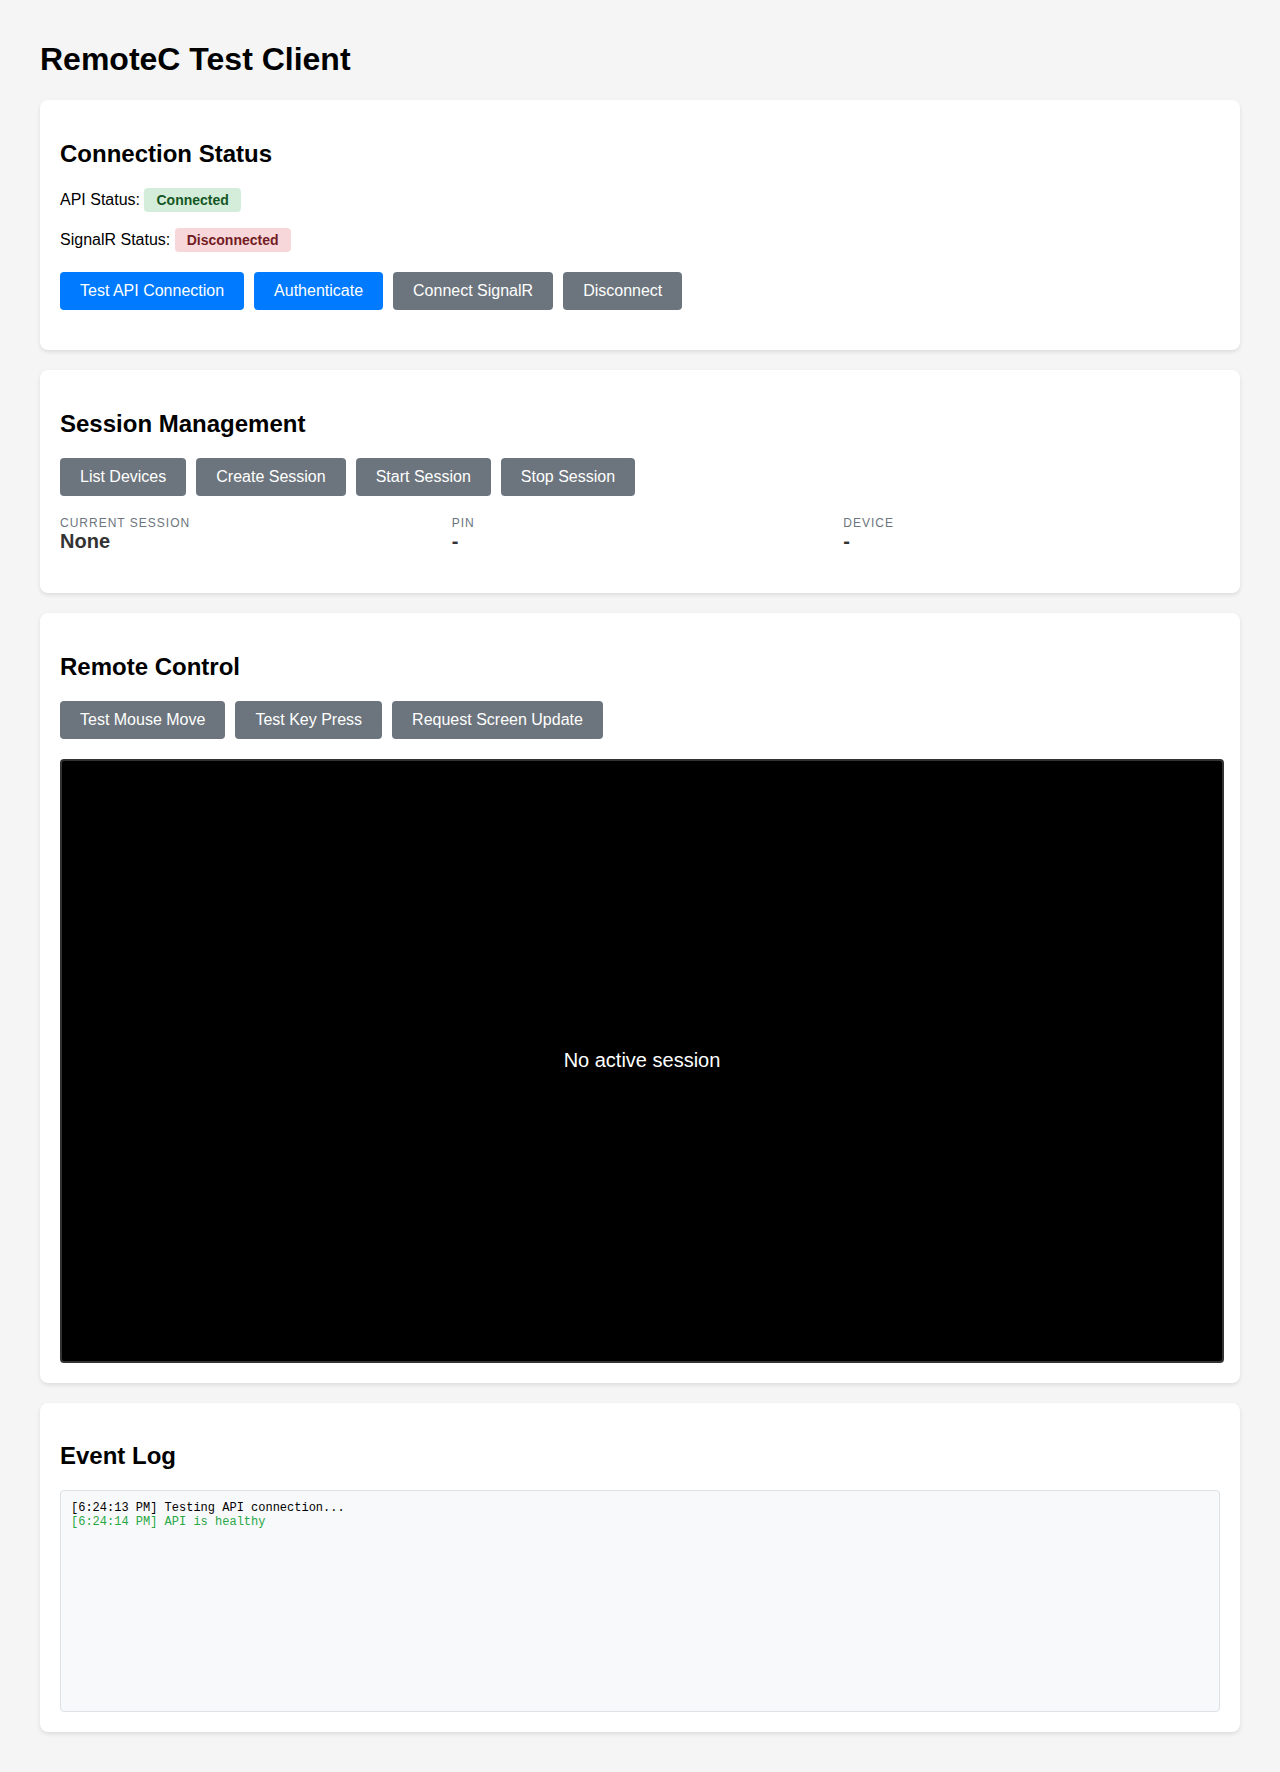 RemoteC Test Client
Connection Status
API Status: Connected
SignalR Status: Disconnected
Test API Connection Authenticate Connect SignalR Disconnect
Session Management
List Devices Create Session Start Session Stop Session
CURRENT SESSION PIN DEVICE
None - -
Remote Control
Test Mouse Move Test Key Press Request Screen Update
No active session
Event Log
[6:24:13 PM] Testing API connection...
[6:24:14 PM] API is healthy